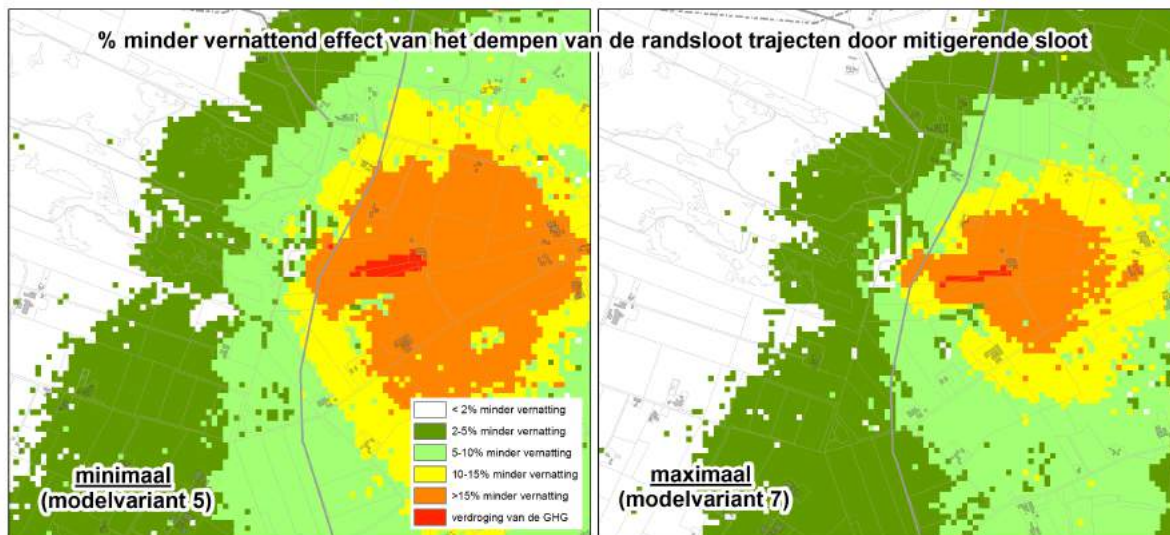 % minder vernattend effect van het dempen van de randsloot trajecten door mitigerende sloot
minimaal
(modelvariant 5)
< 2% minder vernatting
2-5% minder vernatting
5-10% minder vernatting
10-15% minder vernatting
>15% minder vernatting
verdroging van de GHG
maximaal
(modelvariant 7)